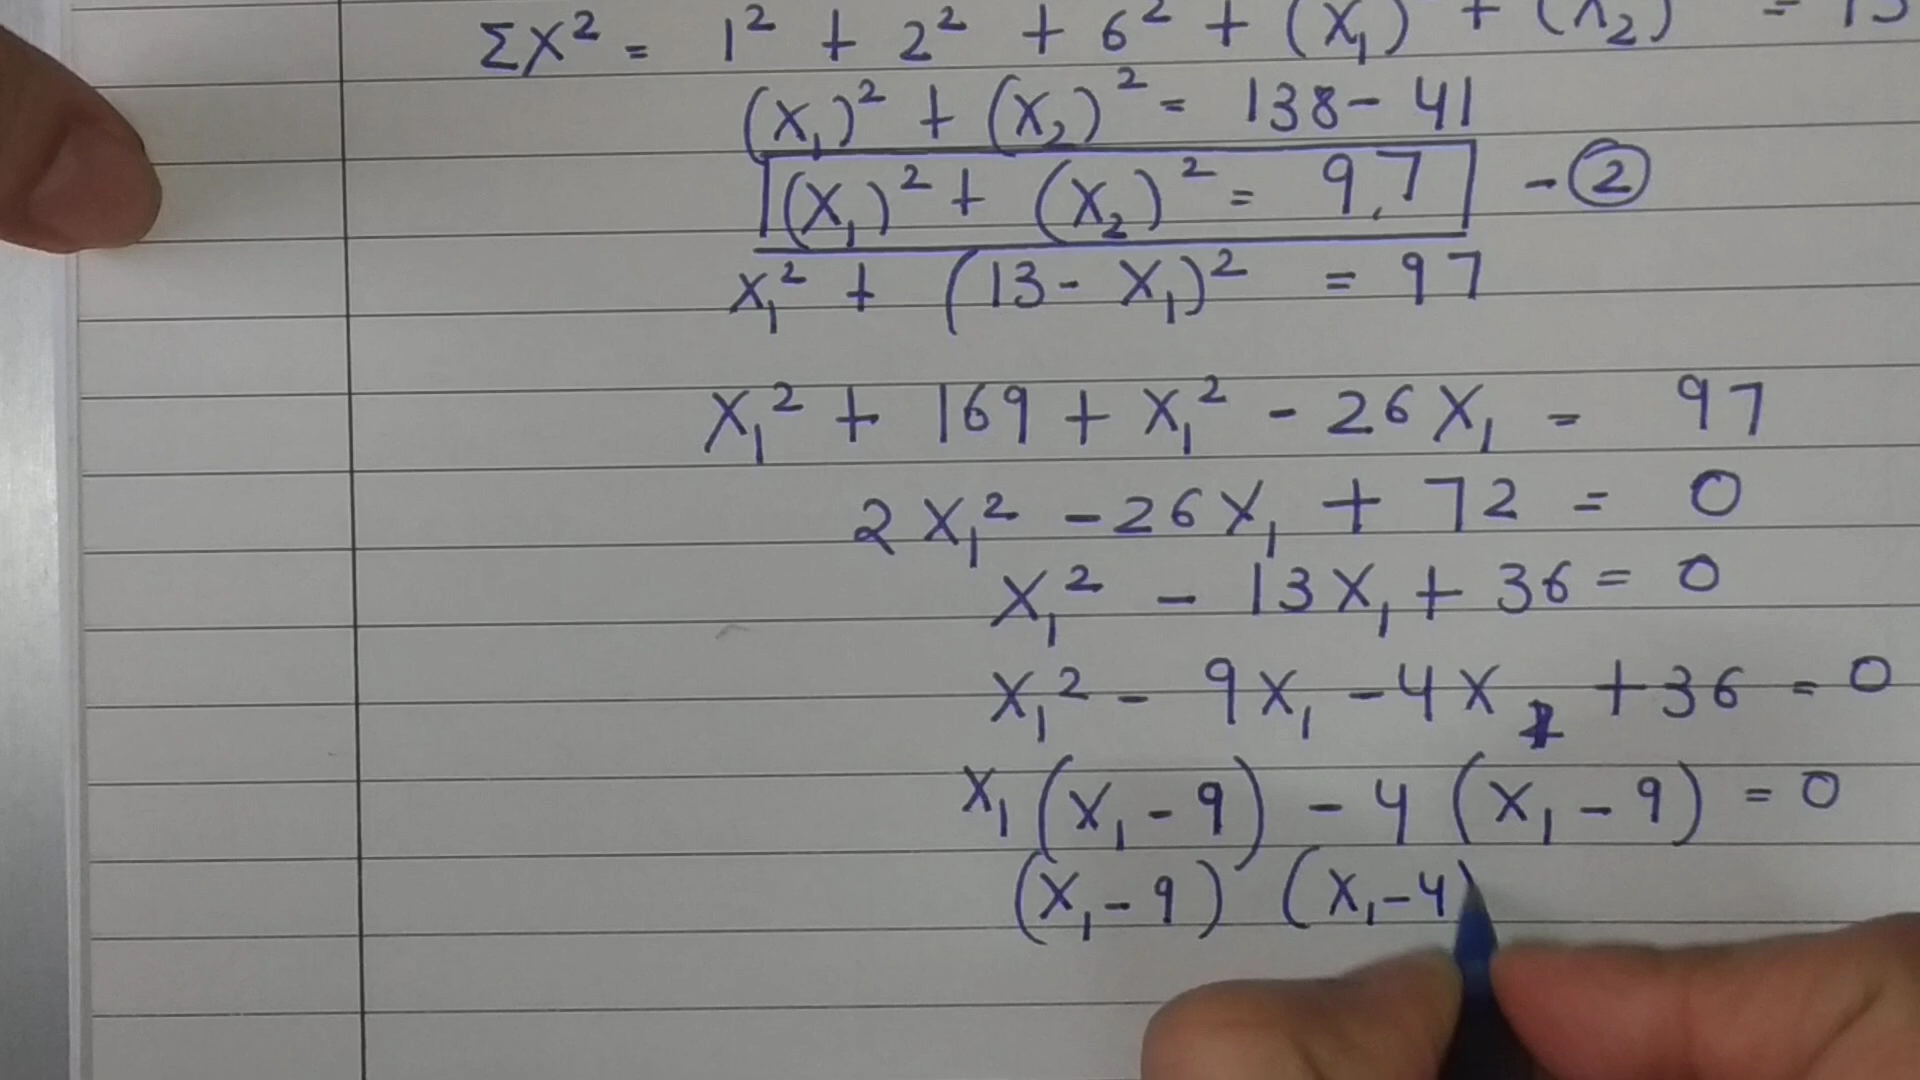 ΣX² = 1² + 2² + 6² + (X₁) + (X₂) = 13
(X₁)² + (X₂)² = 138 - 41
(X₁)² + (X₂)² = 97 - ②
X₁² + (13 - X₁)² = 97
X₁² + 169 + X₁² - 26X₁ = 97
2X₁² - 26X₁ + 72 = 0
X₁² - 13X₁ + 36 = 0
X₁² - 9X₁ - 4X₁ + 36 = 0
X₁(X₁ - 9) - 4(X₁ - 9) = 0
(X₁ - 9) (X₁ - 4)